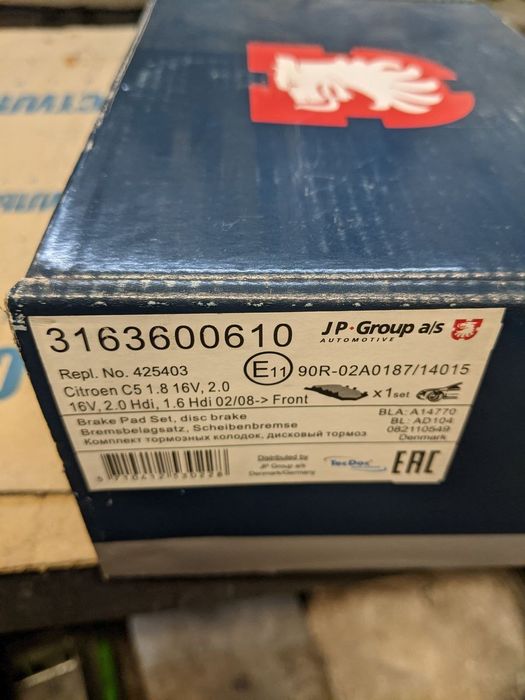 3163600610
JP·Group a/s
AUTOMOTIVE
Repl. No. 425403
E11 90R-02A0187/14015
Citroen C5 1.8 16V, 2.0
16V, 2.0 Hdi, 1.6 Hdi 02/08-> Front
x 1 set
Brake Pad Set, disc brake
Bremsbelagsatz, Scheibenbremse
Комплект тормозных колодок, дисковый тормоз
BLA: A14770
BL: AD104
082110549
Denmark
Distributed by
JP Group a/s
Denmark/Germany
TecDoc
EAC